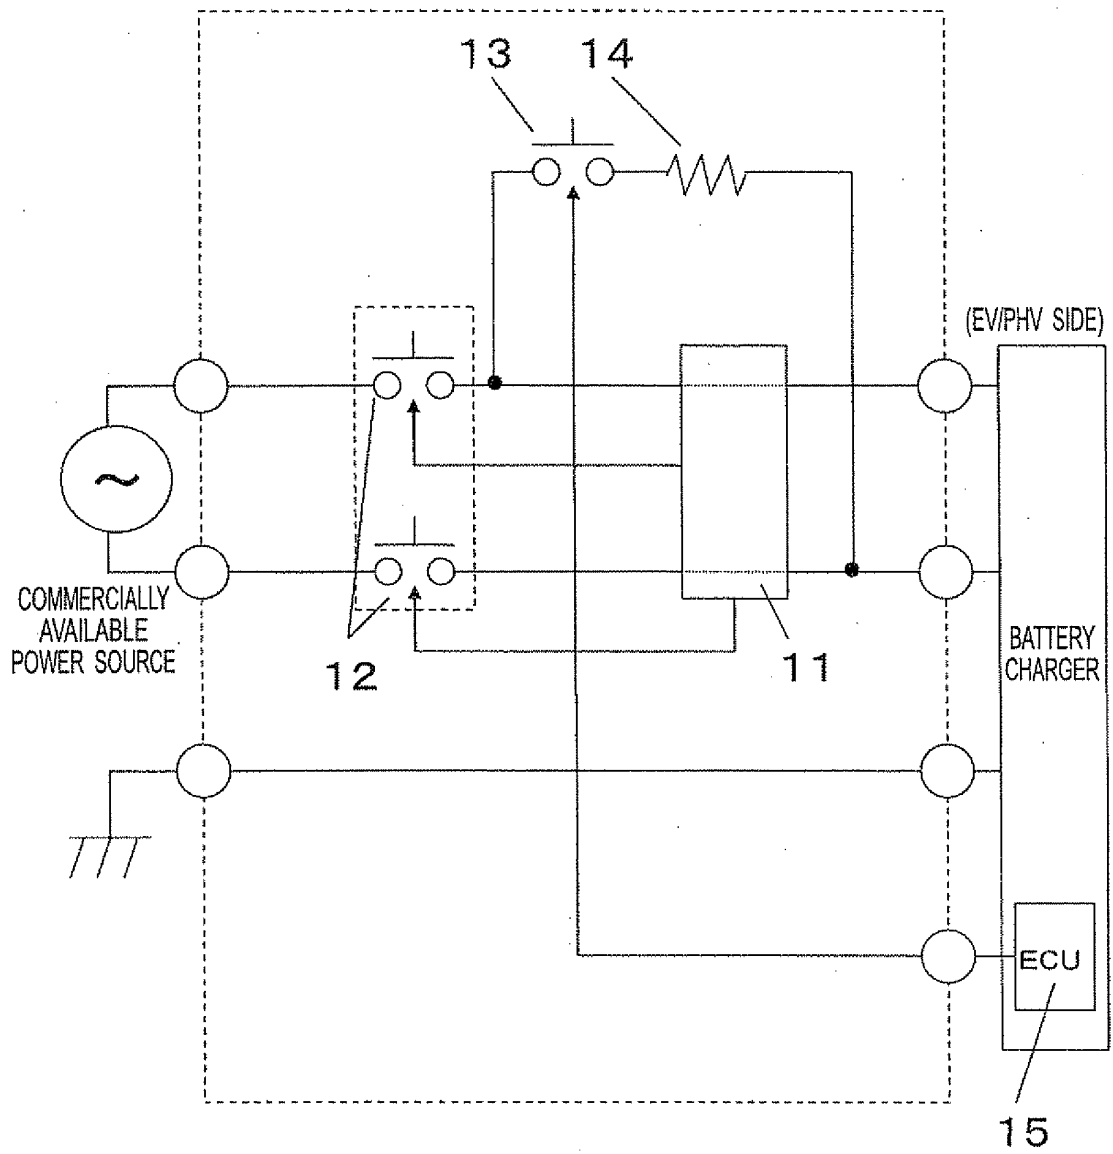 13 14
(EV/PHV SIDE)
~
COMMERCIALLY
AVAILABLE
POWER SOURCE
12
11
BATTERY
CHARGER
ECU
15